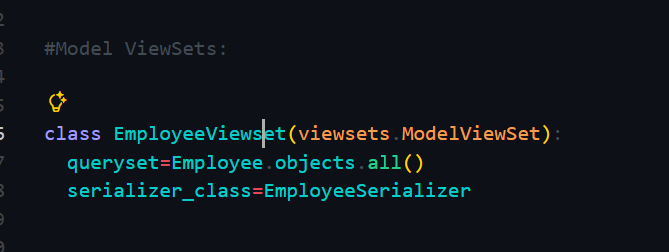 #Model ViewSets:
class EmployeeViewset(viewsets.ModelViewSet):
queryset=Employee.objects.all()
serializer_class=EmployeeSerializer